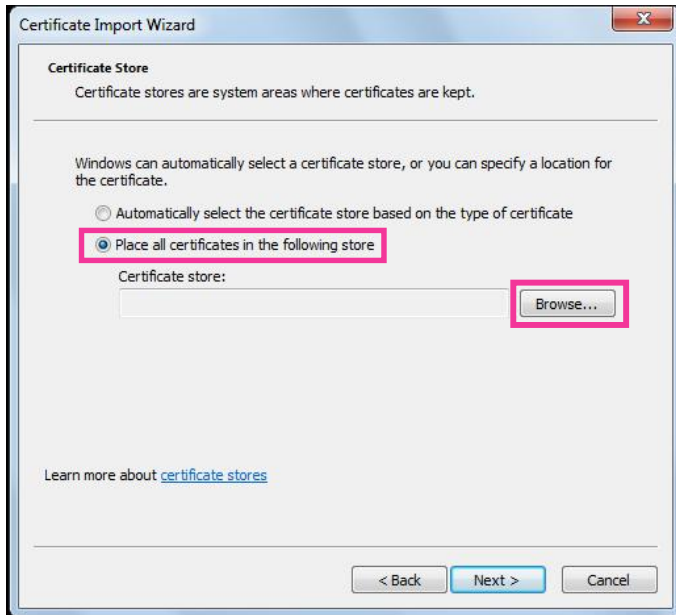 Certificate Import Wizard
Certificate Store
Certificate stores are system areas where certificates are kept.
Windows can automatically select a certificate store, or you can specify a location for
the certificate.
Automatically select the certificate store based on the type of certificate
Place all certificates in the following store
Certificate store:
Browse...
Learn more about certificate stores
< Back Next > Cancel